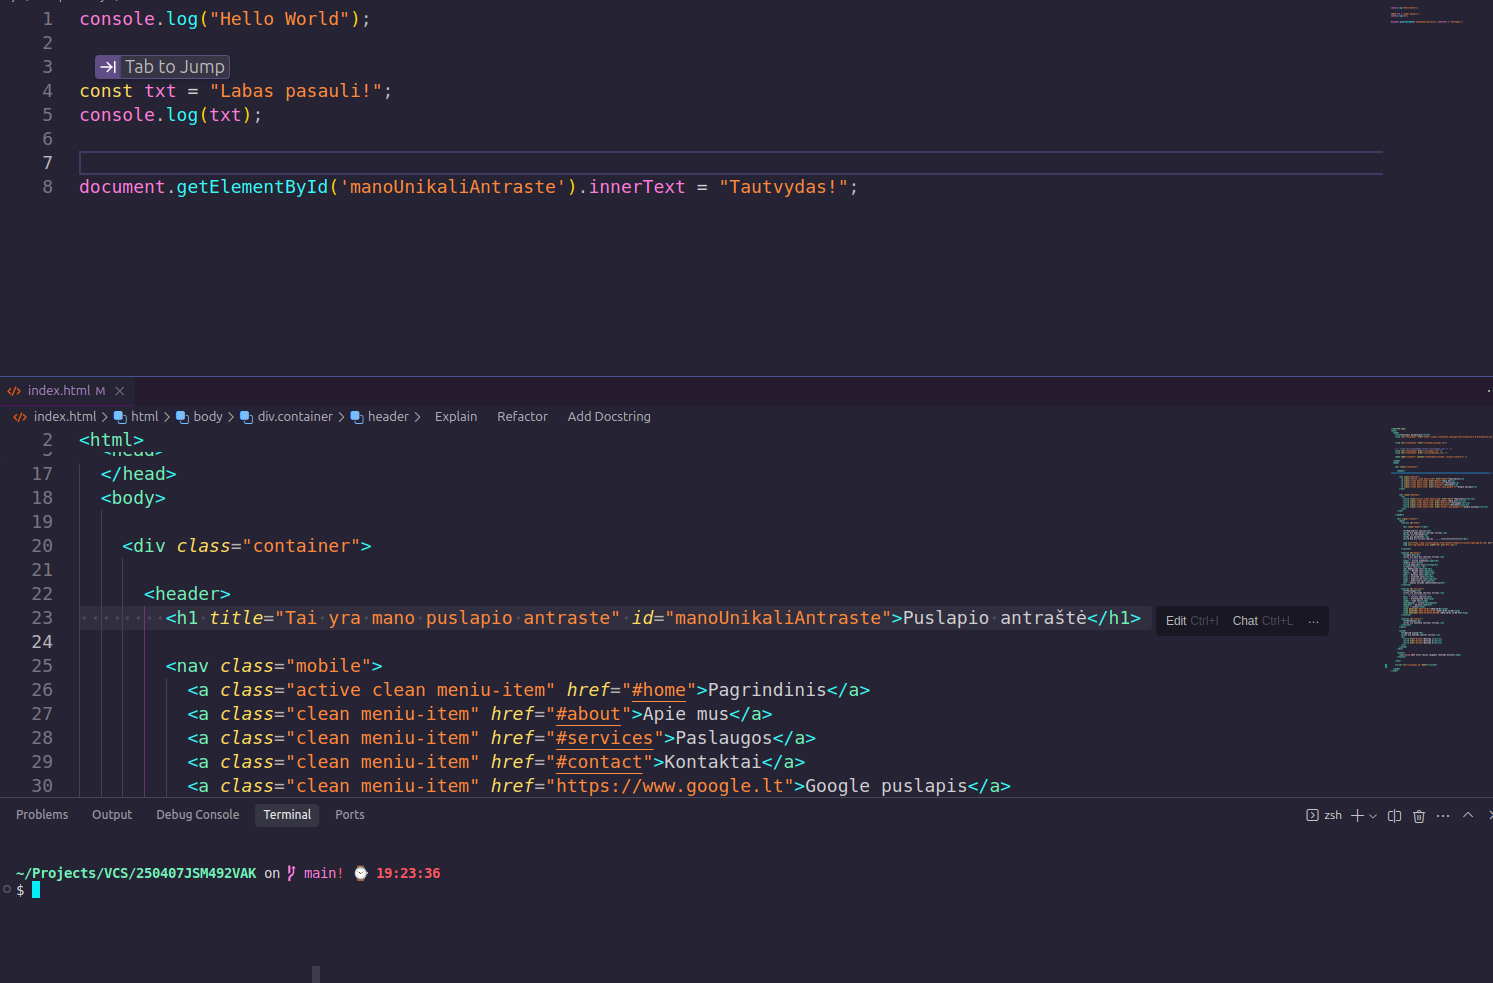 1 console.log("Hello World");
2
3 Tab to Jump
4 const txt = "Labas pasauli!";
5 console.log(txt);
6
7
8 document.getElementById('manoUnikaliAntraste').innerText = "Tautvydas!";
index.html M
index.html > html > body > div.container > header > Explain Refactor Add Docstring
2 <html>
17 </head>
18 <body>
19
20 <div class="container">
21
22 <header>
23 <h1 title="Tai yra mano puslapio antraste" id="manoUnikaliAntraste">Puslapio antraštė</h1> Edit Ctrl+I Chat Ctrl+L ...
24
25 <nav class="mobile">
26 <a class="active clean meniu-item" href="#home">Pagrindinis</a>
27 <a class="clean meniu-item" href="#about">Apie mus</a>
28 <a class="clean meniu-item" href="#services">Paslaugos</a>
29 <a class="clean meniu-item" href="#contact">Kontaktai</a>
30 <a class="clean meniu-item" href="https://www.google.lt">Google puslapis</a>
Problems Output Debug Console Terminal Ports zsh
~/Projects/VCS/250407JSM492VAK on main! ⌚ 19:23:36
$